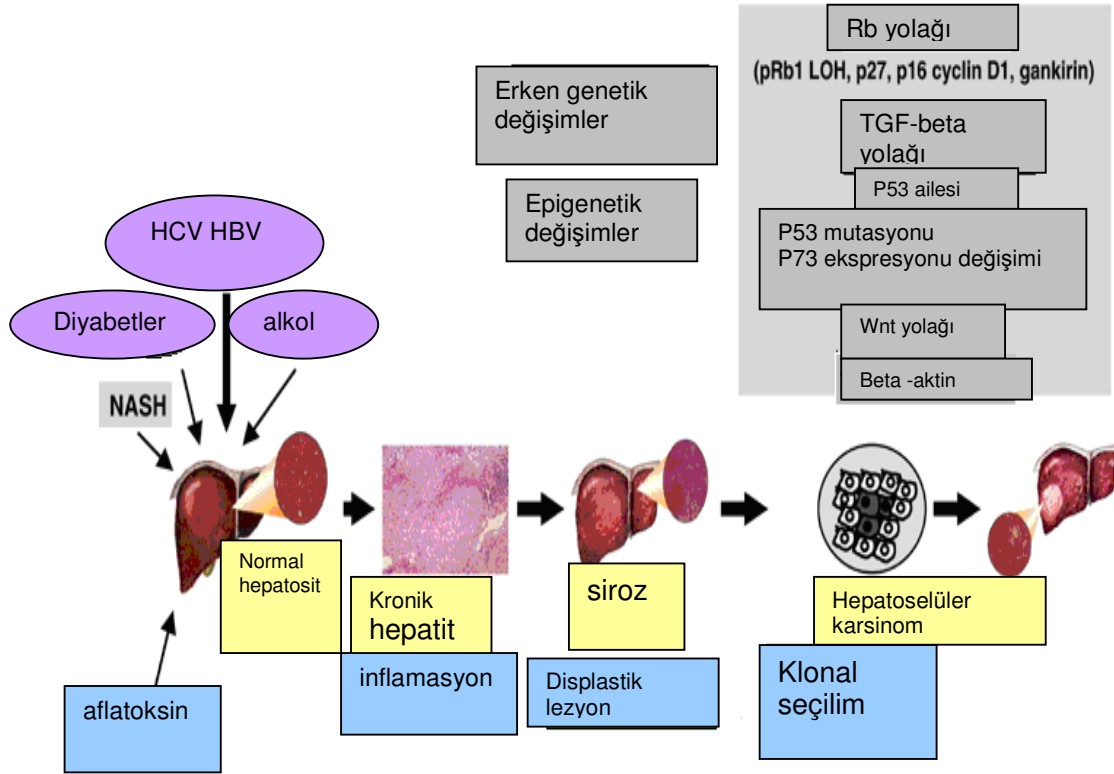 Rb yolağı
(pRb1 LOH, p27, p16 cyclin D1, gankirin)
Erken genetik
değişimler
TGF-beta
yolağı
P53 ailesi
Epigenetik
değişimler
P53 mutasyonu
P73 ekspresyonu değişimi
HCV HBV
Diyabetler
alkol
Wnt yolağı
Beta -aktin
NASH
Normal
hepatosit
Kronik
hepatit
siroz
Hepatoselüler
karsinom
aflatoksin
inflamasyon
Displastik
lezyon
Klonal
seçilim